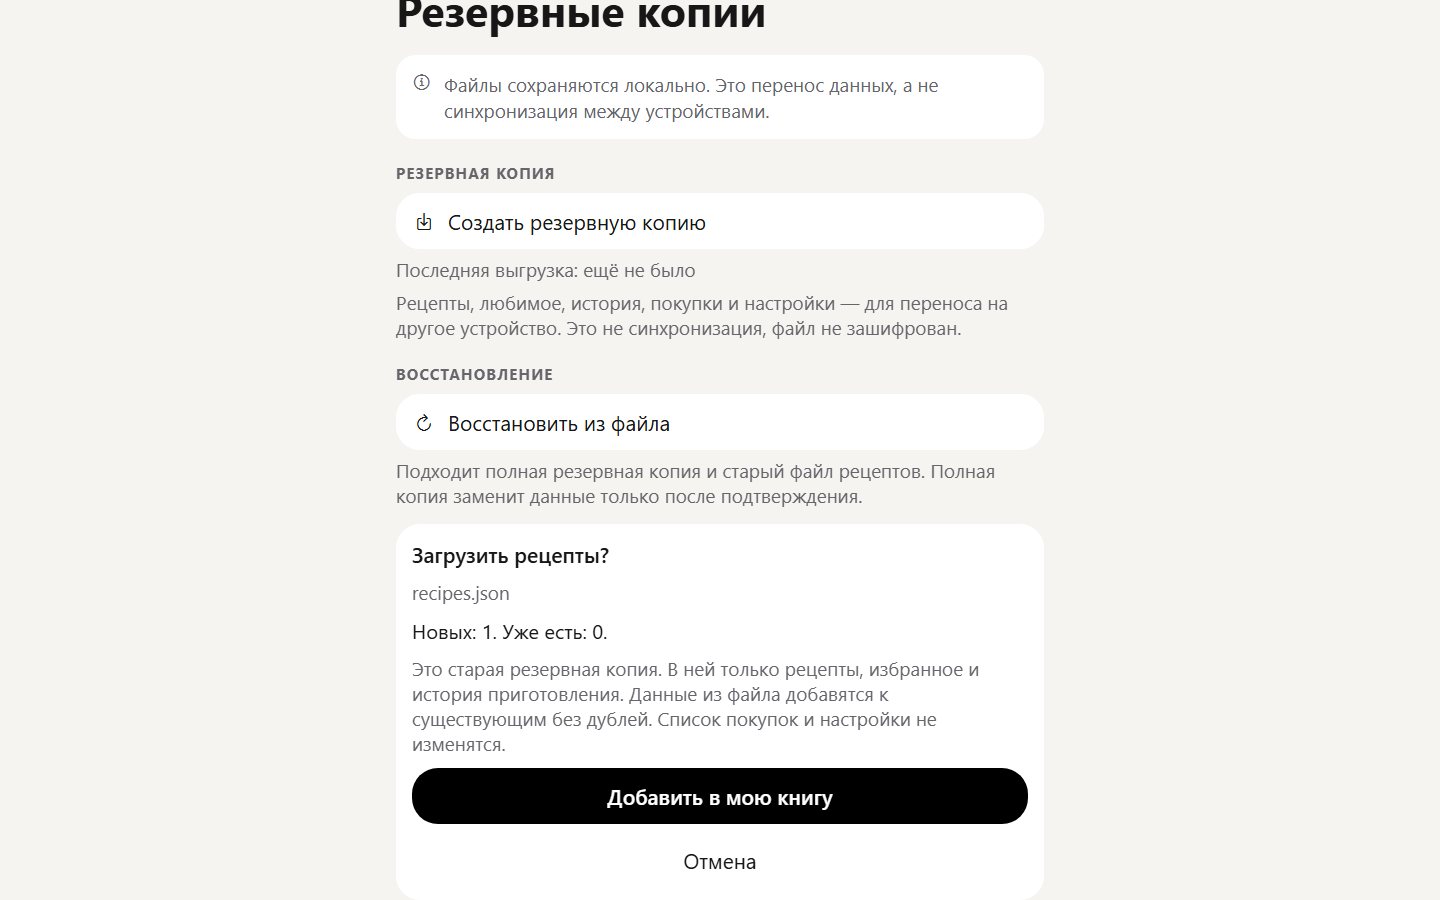 Резервные копии
Файлы сохраняются локально. Это перенос данных, а не
синхронизация между устройствами.
РЕЗЕРВНАЯ КОПИЯ
Создать резервную копию
Последняя выгрузка: ещё не было
Рецепты, любимое, история, покупки и настройки — для переноса на
другое устройство. Это не синхронизация, файл не зашифрован.
ВОССТАНОВЛЕНИЕ
Восстановить из файла
Подходит полная резервная копия и старый файл рецептов. Полная
копия заменит данные только после подтверждения.
Загрузить рецепты?
recipes.json
Новых: 1. Уже есть: 0.
Это старая резервная копия. В ней только рецепты, избранное и
история приготовления. Данные из файла добавятся к
существующим без дублей. Список покупок и настройки не
изменятся.
Добавить в мою книгу
Отмена